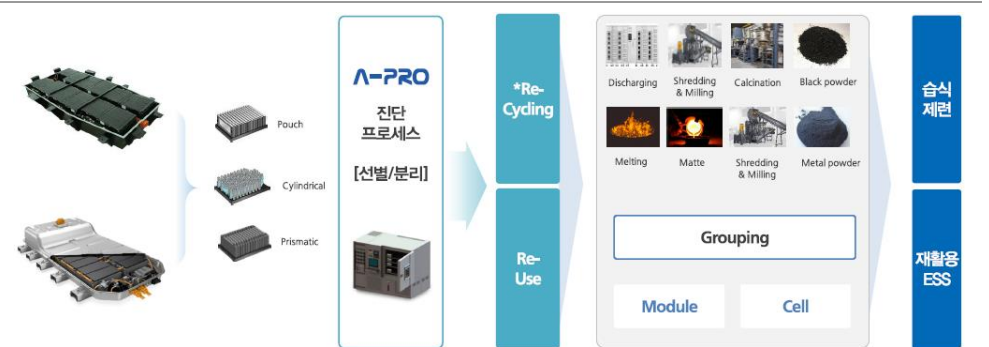 Pouch
Cylindrical
Prismatic
A-PRO
진단
프로세스
[선별/분리]
*Re-
Cycling
Re-
Use
Discharging
Shredding
& Milling
Calcination
Black powder
Melting
Matte
Shredding
& Milling
Metal powder
Grouping
Module
Cell
습식
제련
재활용
ESS